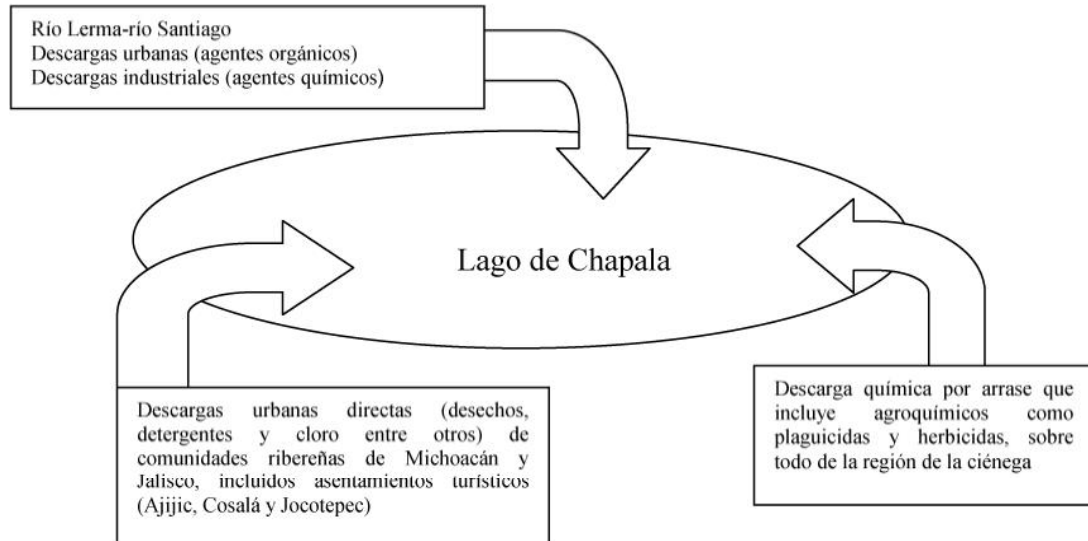 Río Lerma-río Santiago
Descargas urbanas (agentes orgánicos)
Descargas industriales (agentes químicos)
Lago de Chapala
Descargas urbanas directas (desechos,
detergentes y cloro entre otros) de
comunidades ribereñas de Michoacán y
Jalisco, incluidos asentamientos turísticos
(Ajijic, Cosalá y Jocotepec)
Descarga química por arrase que
incluye agroquímicos como
plaguicidas y herbicidas, sobre
todo de la región de la ciénega